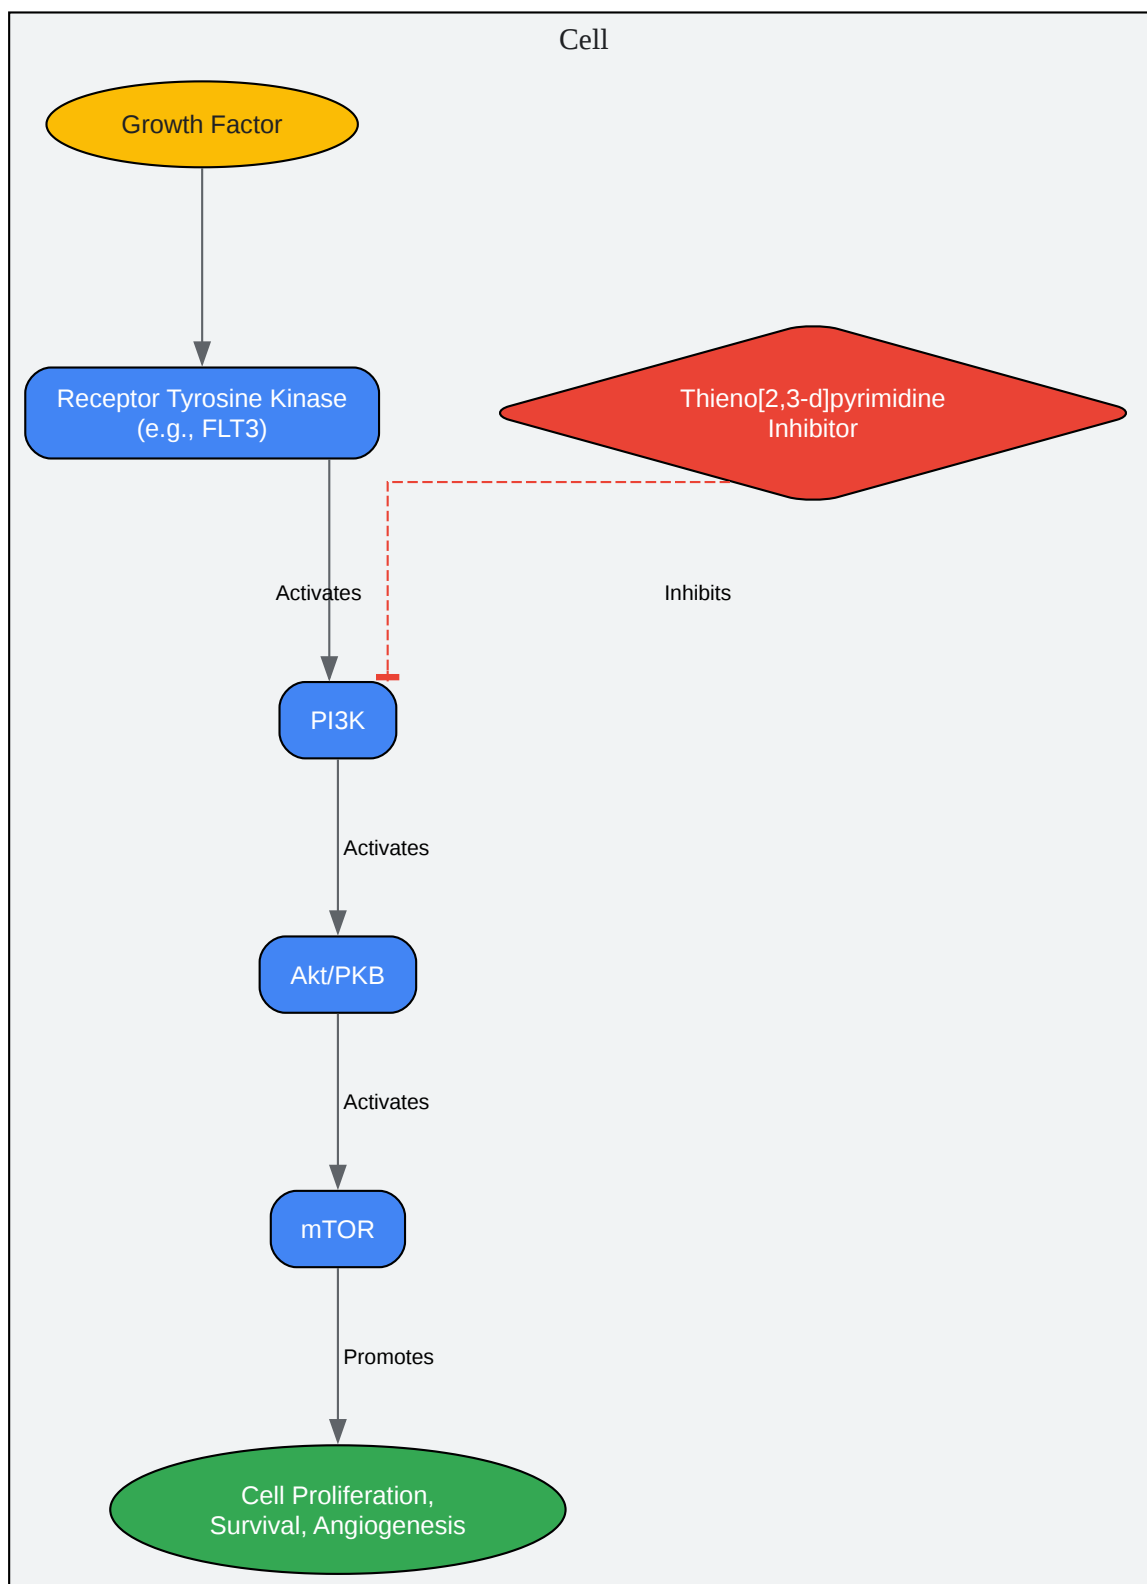 Cell
Growth Factor
Receptor Tyrosine Kinase
(e.g., FLT3)
Thieno[2,3-d]pyrimidine
Inhibitor
Activates
Inhibits
PI3K
Activates
Akt/PKB
Activates
mTOR
Promotes
Cell Proliferation,
Survival, Angiogenesis